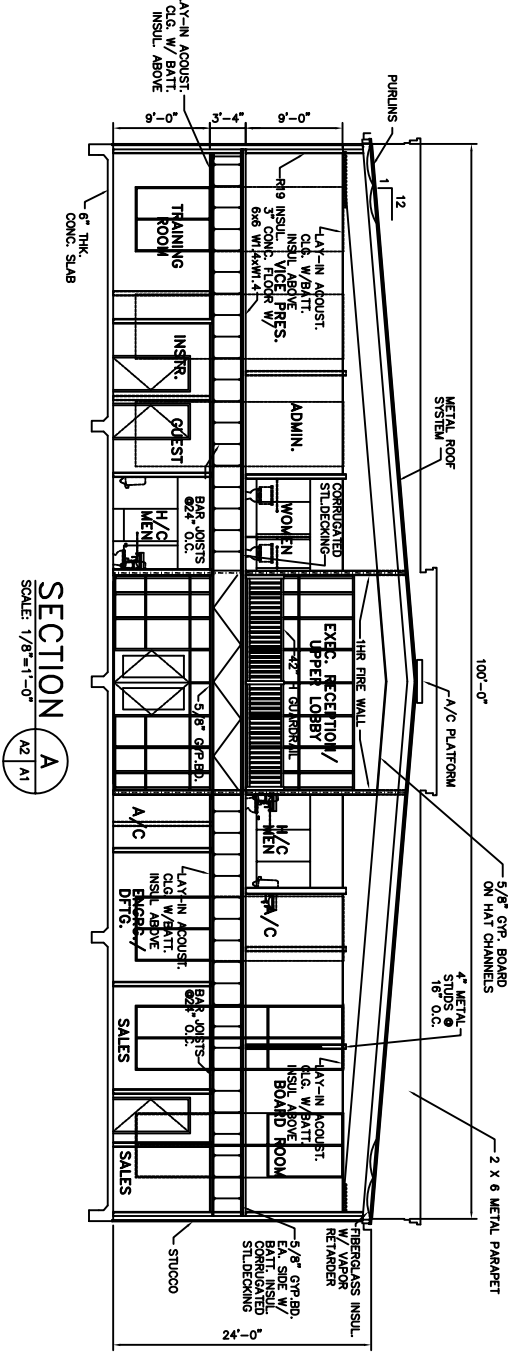 100'-0"
PURLINS
1
12
METAL ROOF
SYSTEM
A/C PLATFORM
5/8" GYP. BOARD
ON HAT CHANNELS
4" METAL
STUDS @
16" O.C.
2 X 6 METAL PARAPET
9'-0"
3'-4"
9'-0"
LAY-IN ACOUST.
CLG. W/BATT.
INSUL ABOVE
VICE PRES.
R19 INSUL.
3" CONC. FLOOR W/
6x6 W1.4xW1.4
ADMIN.
CORRUGATED
STL.DECKING
WOMEN
1HR FIRE WALL
EXEC. RECEPTION/
UPPER LOBBY
42" H GUARDRAIL
H/C
MEN
A/C
LAY-IN ACOUST.
CLG. W/BATT.
INSUL ABOVE
BOARD ROOM
FIBERGLASS INSUL.
W/ VAPOR
RETARDER
5/8" GYP.BD.
EA. SIDE W/
BATT. INSUL.
CORRUGATED
STL.DECKING
24'-0"
LAY-IN ACOUST.
CLG. W/ BATT.
INSUL. ABOVE
TRAINING
ROOM
INSTR.
GUEST
BAR JOISTS
@24" O.C.
H/C
MEN
5/8" GYP.BD.
A/C
LAY-IN ACOUST.
CLG W/BATT.
INSUL ABOVE
ENGRG./
DFTG.
BAR JOISTS
@24" O.C.
SALES
SALES
STUCCO
6" THK.
CONC. SLAB
SECTION
SCALE: 1/8"=1'-0"
A
A2 A1